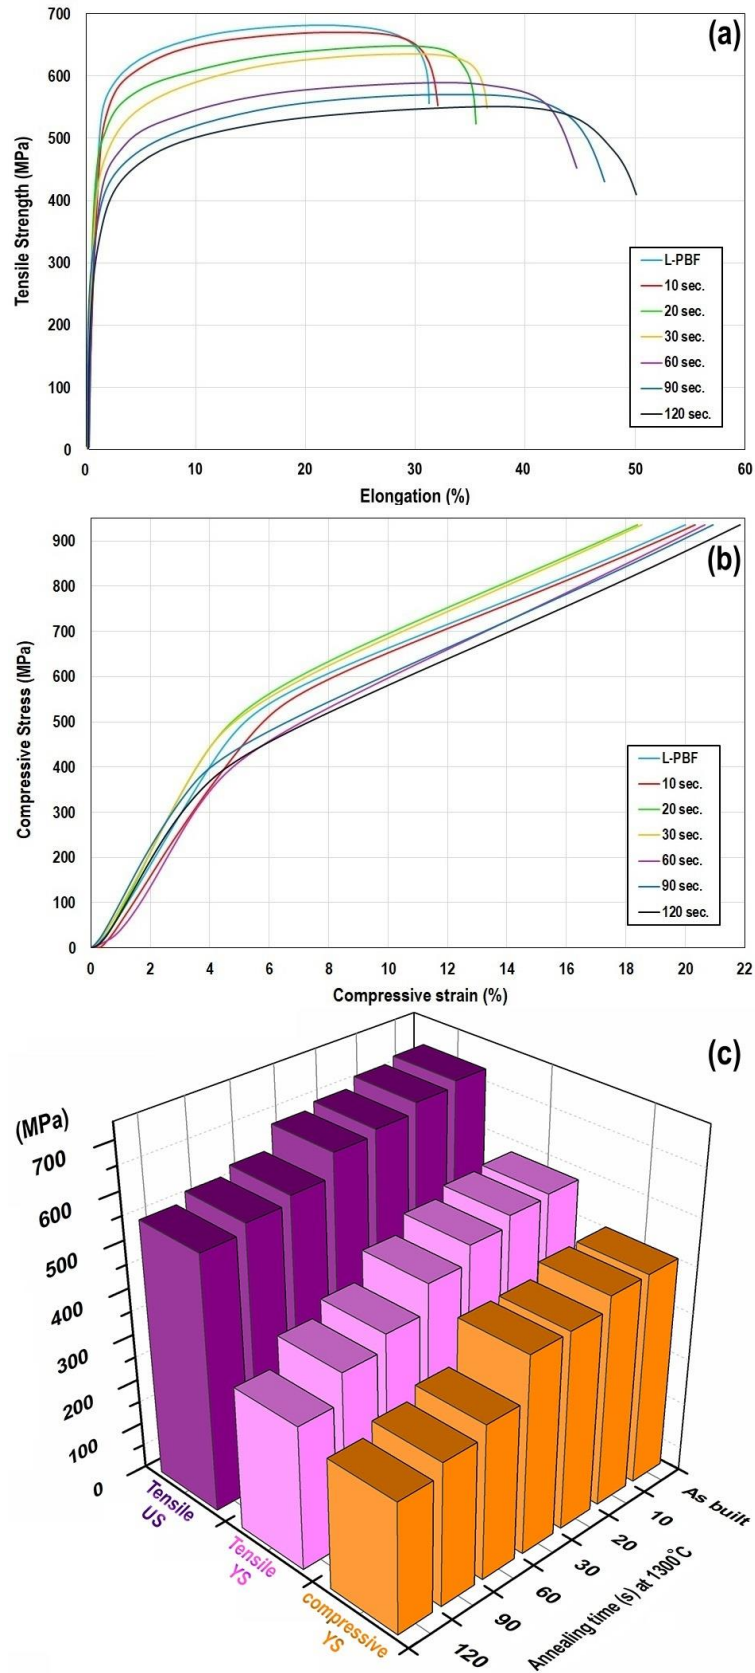 700
(a)
600
500
400
300
200
100
0
Tensile Strength (MPa)
L-PBF
10 sec.
20 sec.
30 sec.
60 sec.
90 sec.
120 sec.
0 10 20 30 40 50 60
Elongation (%)
(b)
900
800
700
600
500
400
300
200
100
0
Compressive Stress (MPa)
L-PBF
10 sec.
20 sec.
30 sec.
60 sec.
90 sec.
120 sec.
0 2 4 6 8 10 12 14 16 18 20 22
Compressive strain (%)
(c)
(MPa)
700
600
500
400
300
200
100
0
Tensile
US
Tensile
YS
compressive
YS
As built
10
20
30
60
90
120
Annealing time (s) at 1300°C